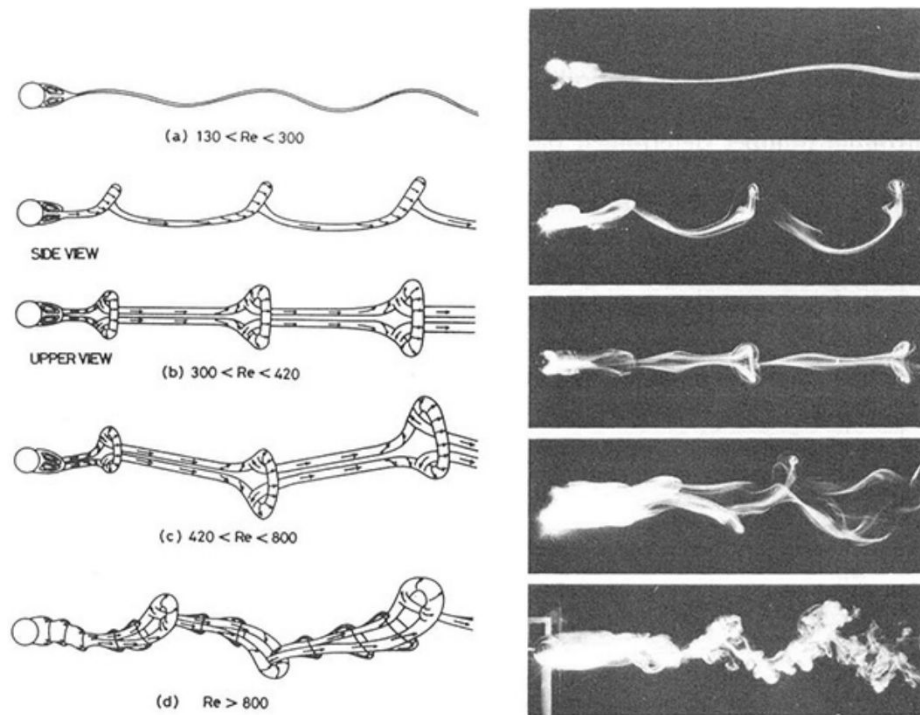 (a) 130 < Re < 300
SIDE VIEW
UPPER VIEW
(b) 300 < Re < 420
(c) 420 < Re < 800
(d) Re > 800